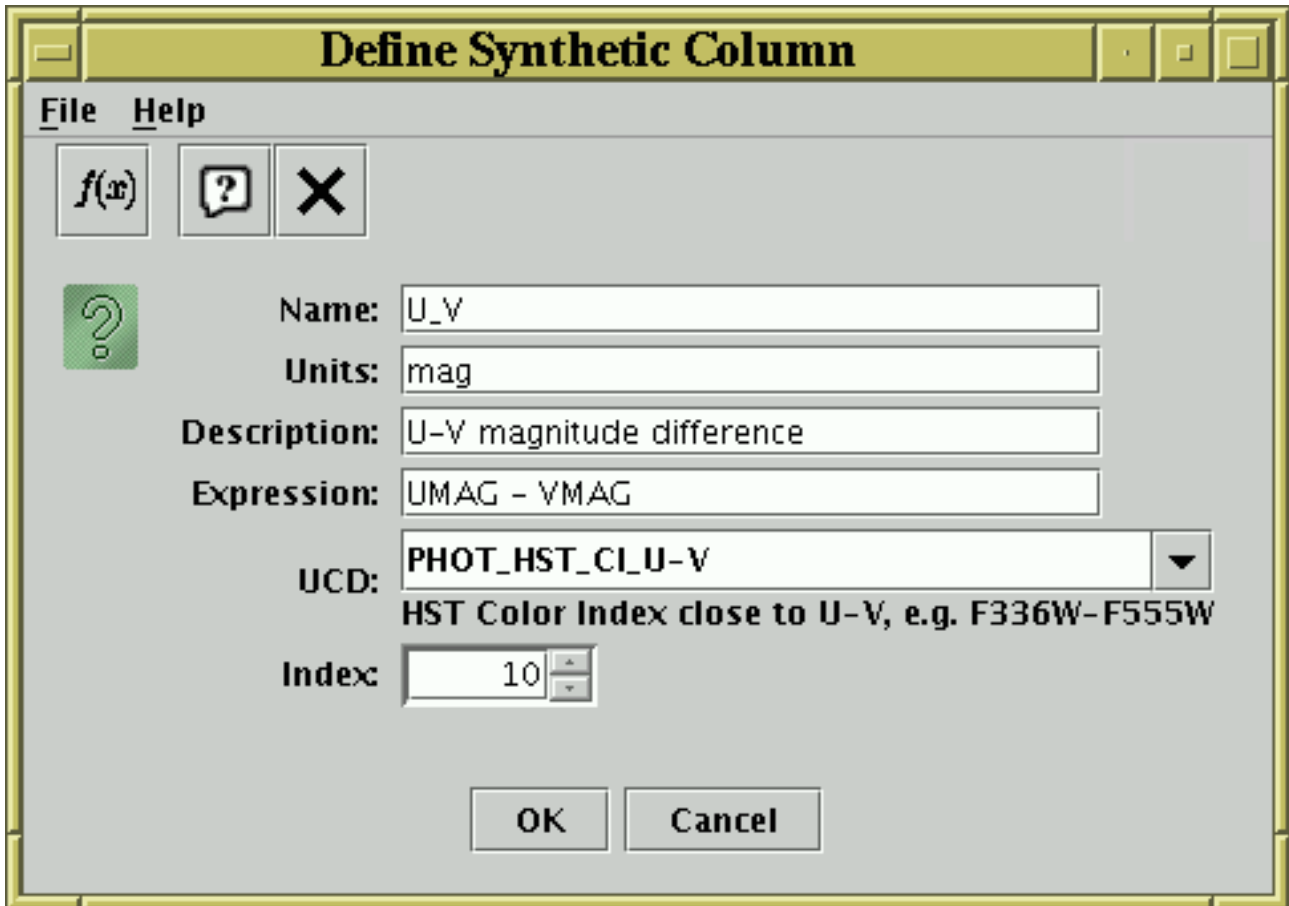 Define Synthetic Column
File Help
f(x) ?
?
Name: U_V
Units: mag
Description: U-V magnitude difference
Expression: UMAG - VMAG
UCD: PHOT_HST_CI_U-V
HST Color Index close to U-V, e.g. F336W-F555W
Index: 10
OK Cancel